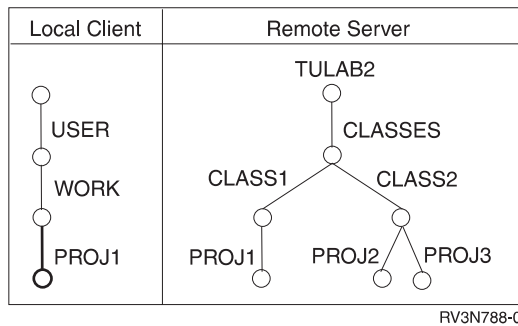 Local Client
Remote Server
TULAB2
USER
CLASSES
WORK
CLASS1
CLASS2
PROJ1
PROJ1
PROJ2
PROJ3